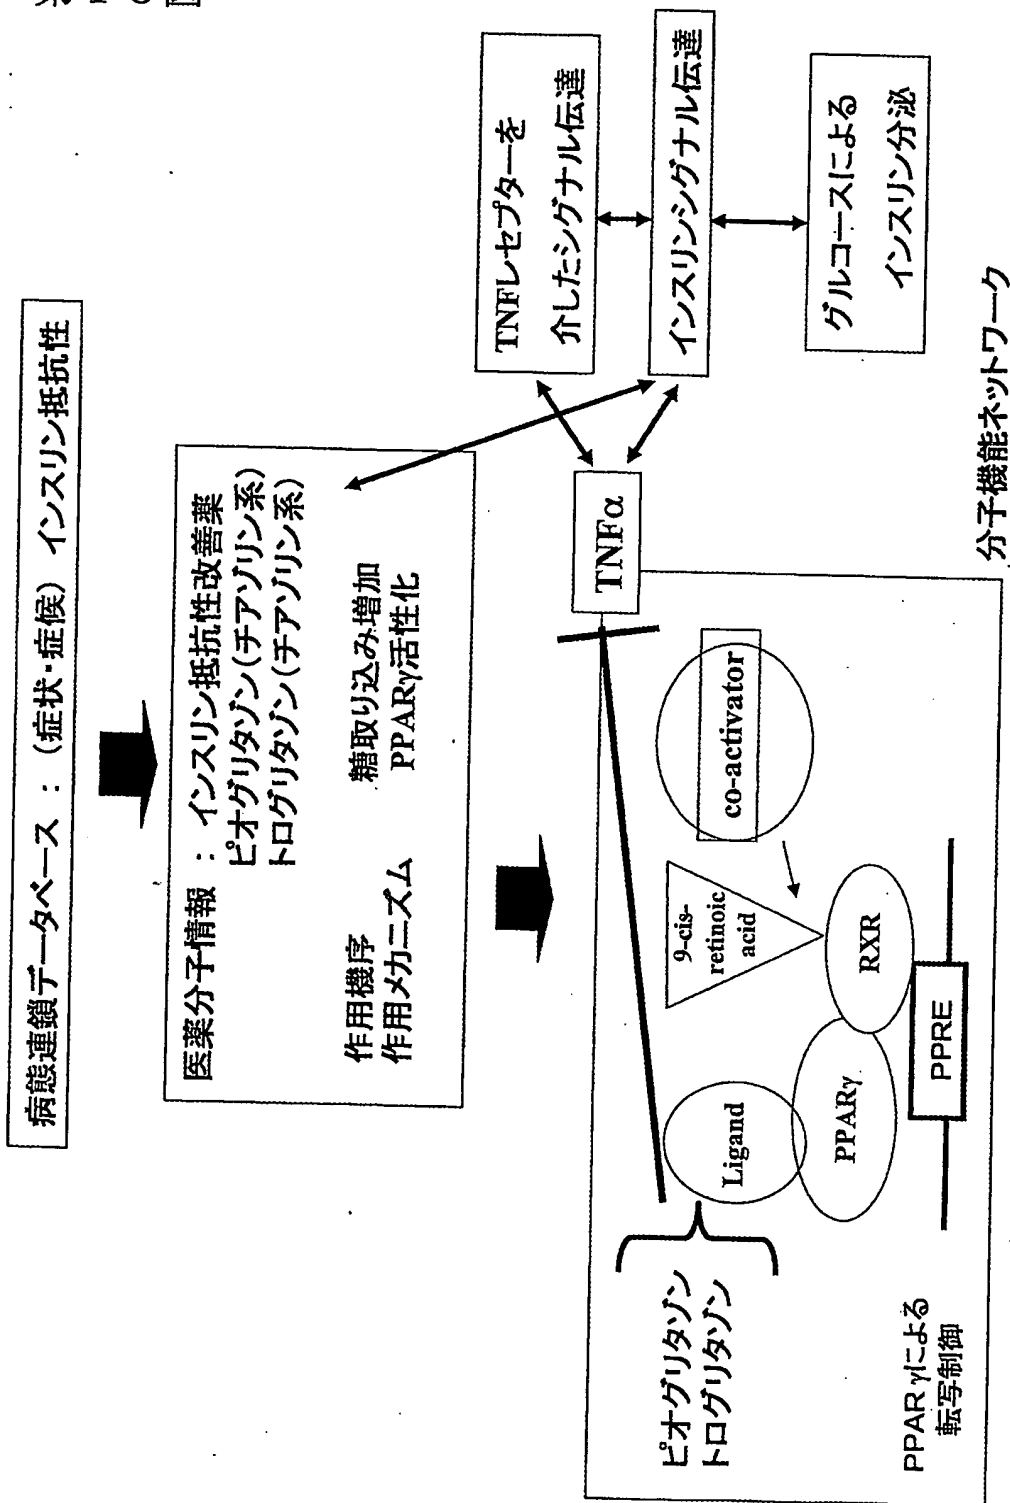 病態連鎖データベース : (症状・症候) インスリン抵抗性
医薬分子情報 : インスリン抵抗性改善薬
ピオグリタゾン(チアゾリン系)
トログリタゾン(チアゾリン系)
作用機序 糖取り込み増加
作用メカニズム PPARγ活性化
TNFレセプターを
介したシグナル伝達
インスリンシグナル伝達
グルコースによる
インスリン分泌
TNFα
ピオグリタゾン
トログリタゾン
Ligand
9-cis-
retinoic
acid
co-activator
PPARγ
RXR
PPRE
PPARγによる
転写制御
分子機能ネットワーク